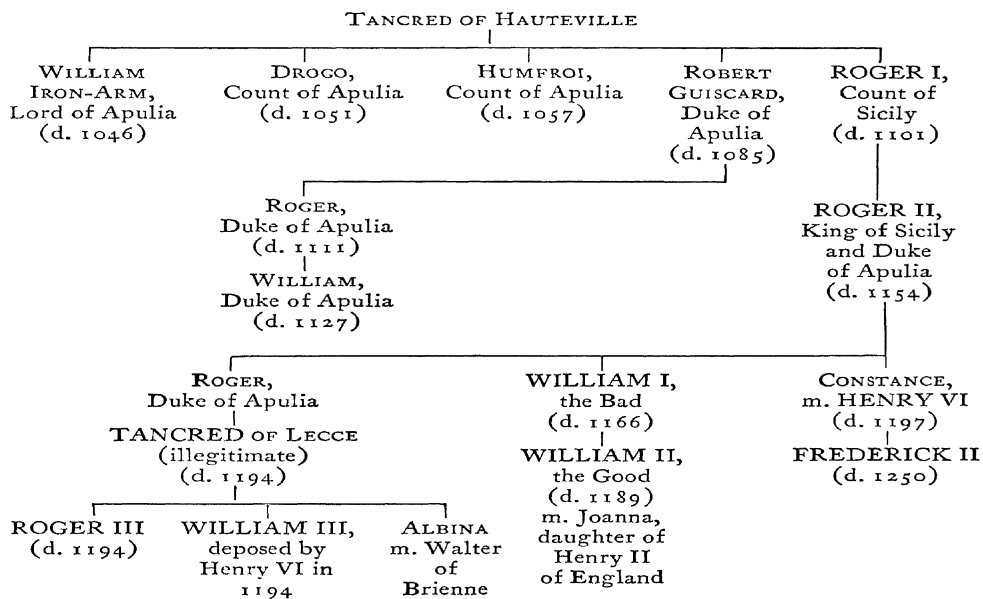 TANCRED OF HAUTEVILLE
WILLIAM
IRON-ARM,
Lord of Apulia
(d. 1046)
DROGO,
Count of Apulia
(d. 1051)
HUMFROI,
Count of Apulia
(d. 1057)
ROBERT
GUISCARD,
Duke of
Apulia
(d. 1085)
ROGER I,
Count of
Sicily
(d. 1101)
ROGER,
Duke of Apulia
(d. 1111)
WILLIAM,
Duke of Apulia
(d. 1127)
ROGER II,
King of Sicily
and Duke
of Apulia
(d. 1154)
ROGER,
Duke of Apulia
TANCRED OF LECCE
(illegitimate)
(d. 1194)
WILLIAM I,
the Bad
(d. 1166)
WILLIAM II,
the Good
(d. 1189)
m. Joanna,
daughter of
Henry II
of England
CONSTANCE,
m. HENRY VI
(d. 1197)
FREDERICK II
(d. 1250)
ROGER III
(d. 1194)
WILLIAM III,
deposed by
Henry VI in
1194
ALBINA
m. Walter
of
Brienne